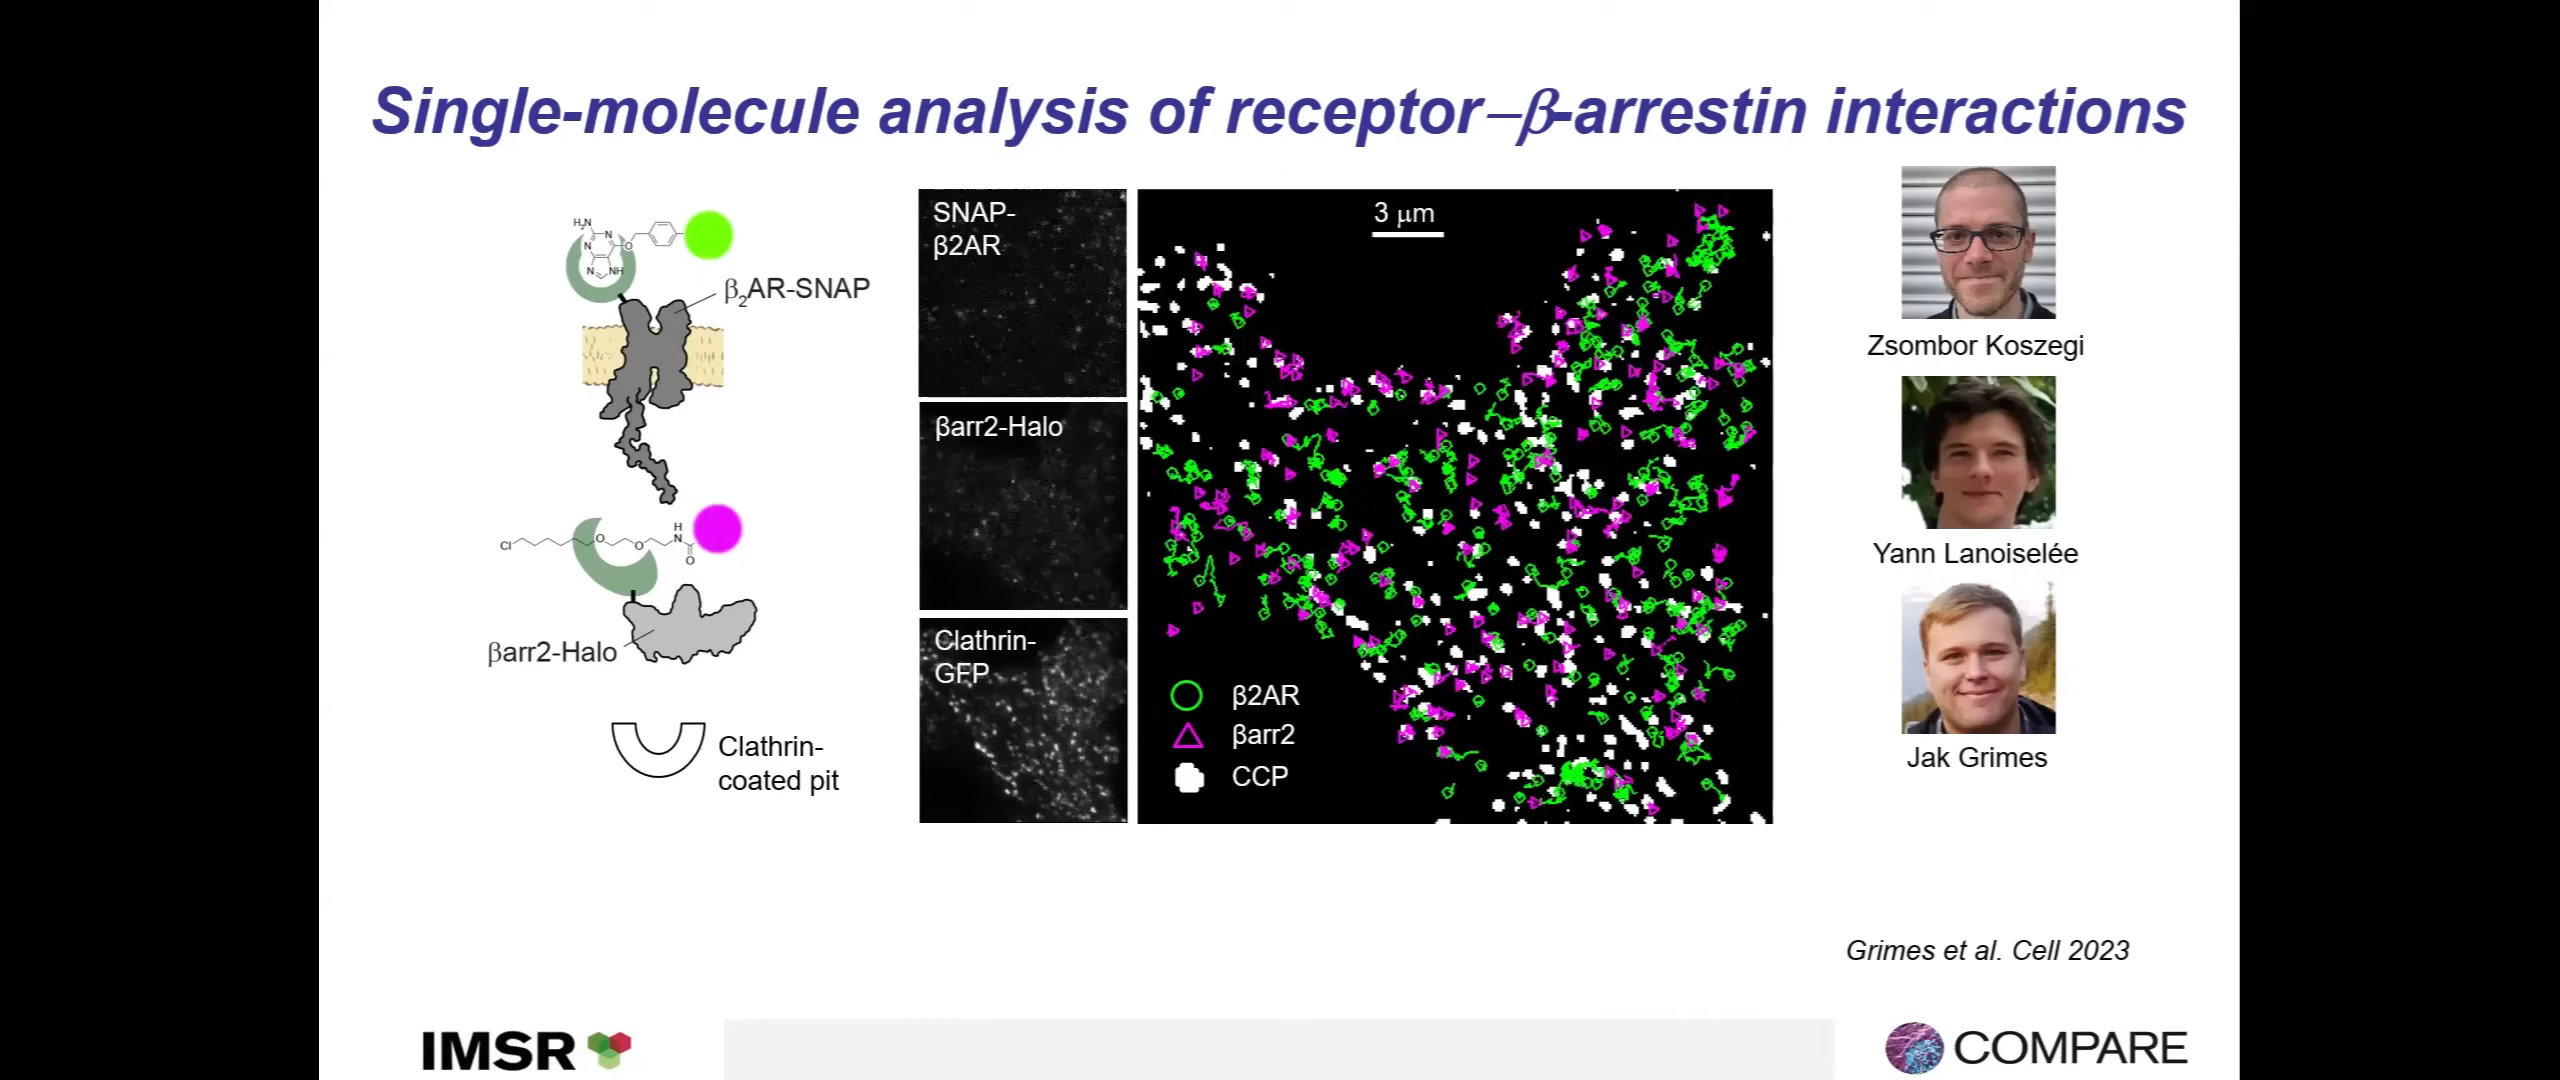 Single-molecule analysis of receptor–β-arrestin interactions
H2N
N
N
O
N
NH
β2AR-SNAP
Cl
O
O
H
N
O
βarr2-Halo
Clathrin-
coated pit
SNAP-
β2AR
βarr2-Halo
Clathrin-
GFP
3 μm
β2AR
βarr2
CCP
Zsombor Koszegi
Yann Lanoiselée
Jak Grimes
Grimes et al. Cell 2023
IMSR
COMPARE